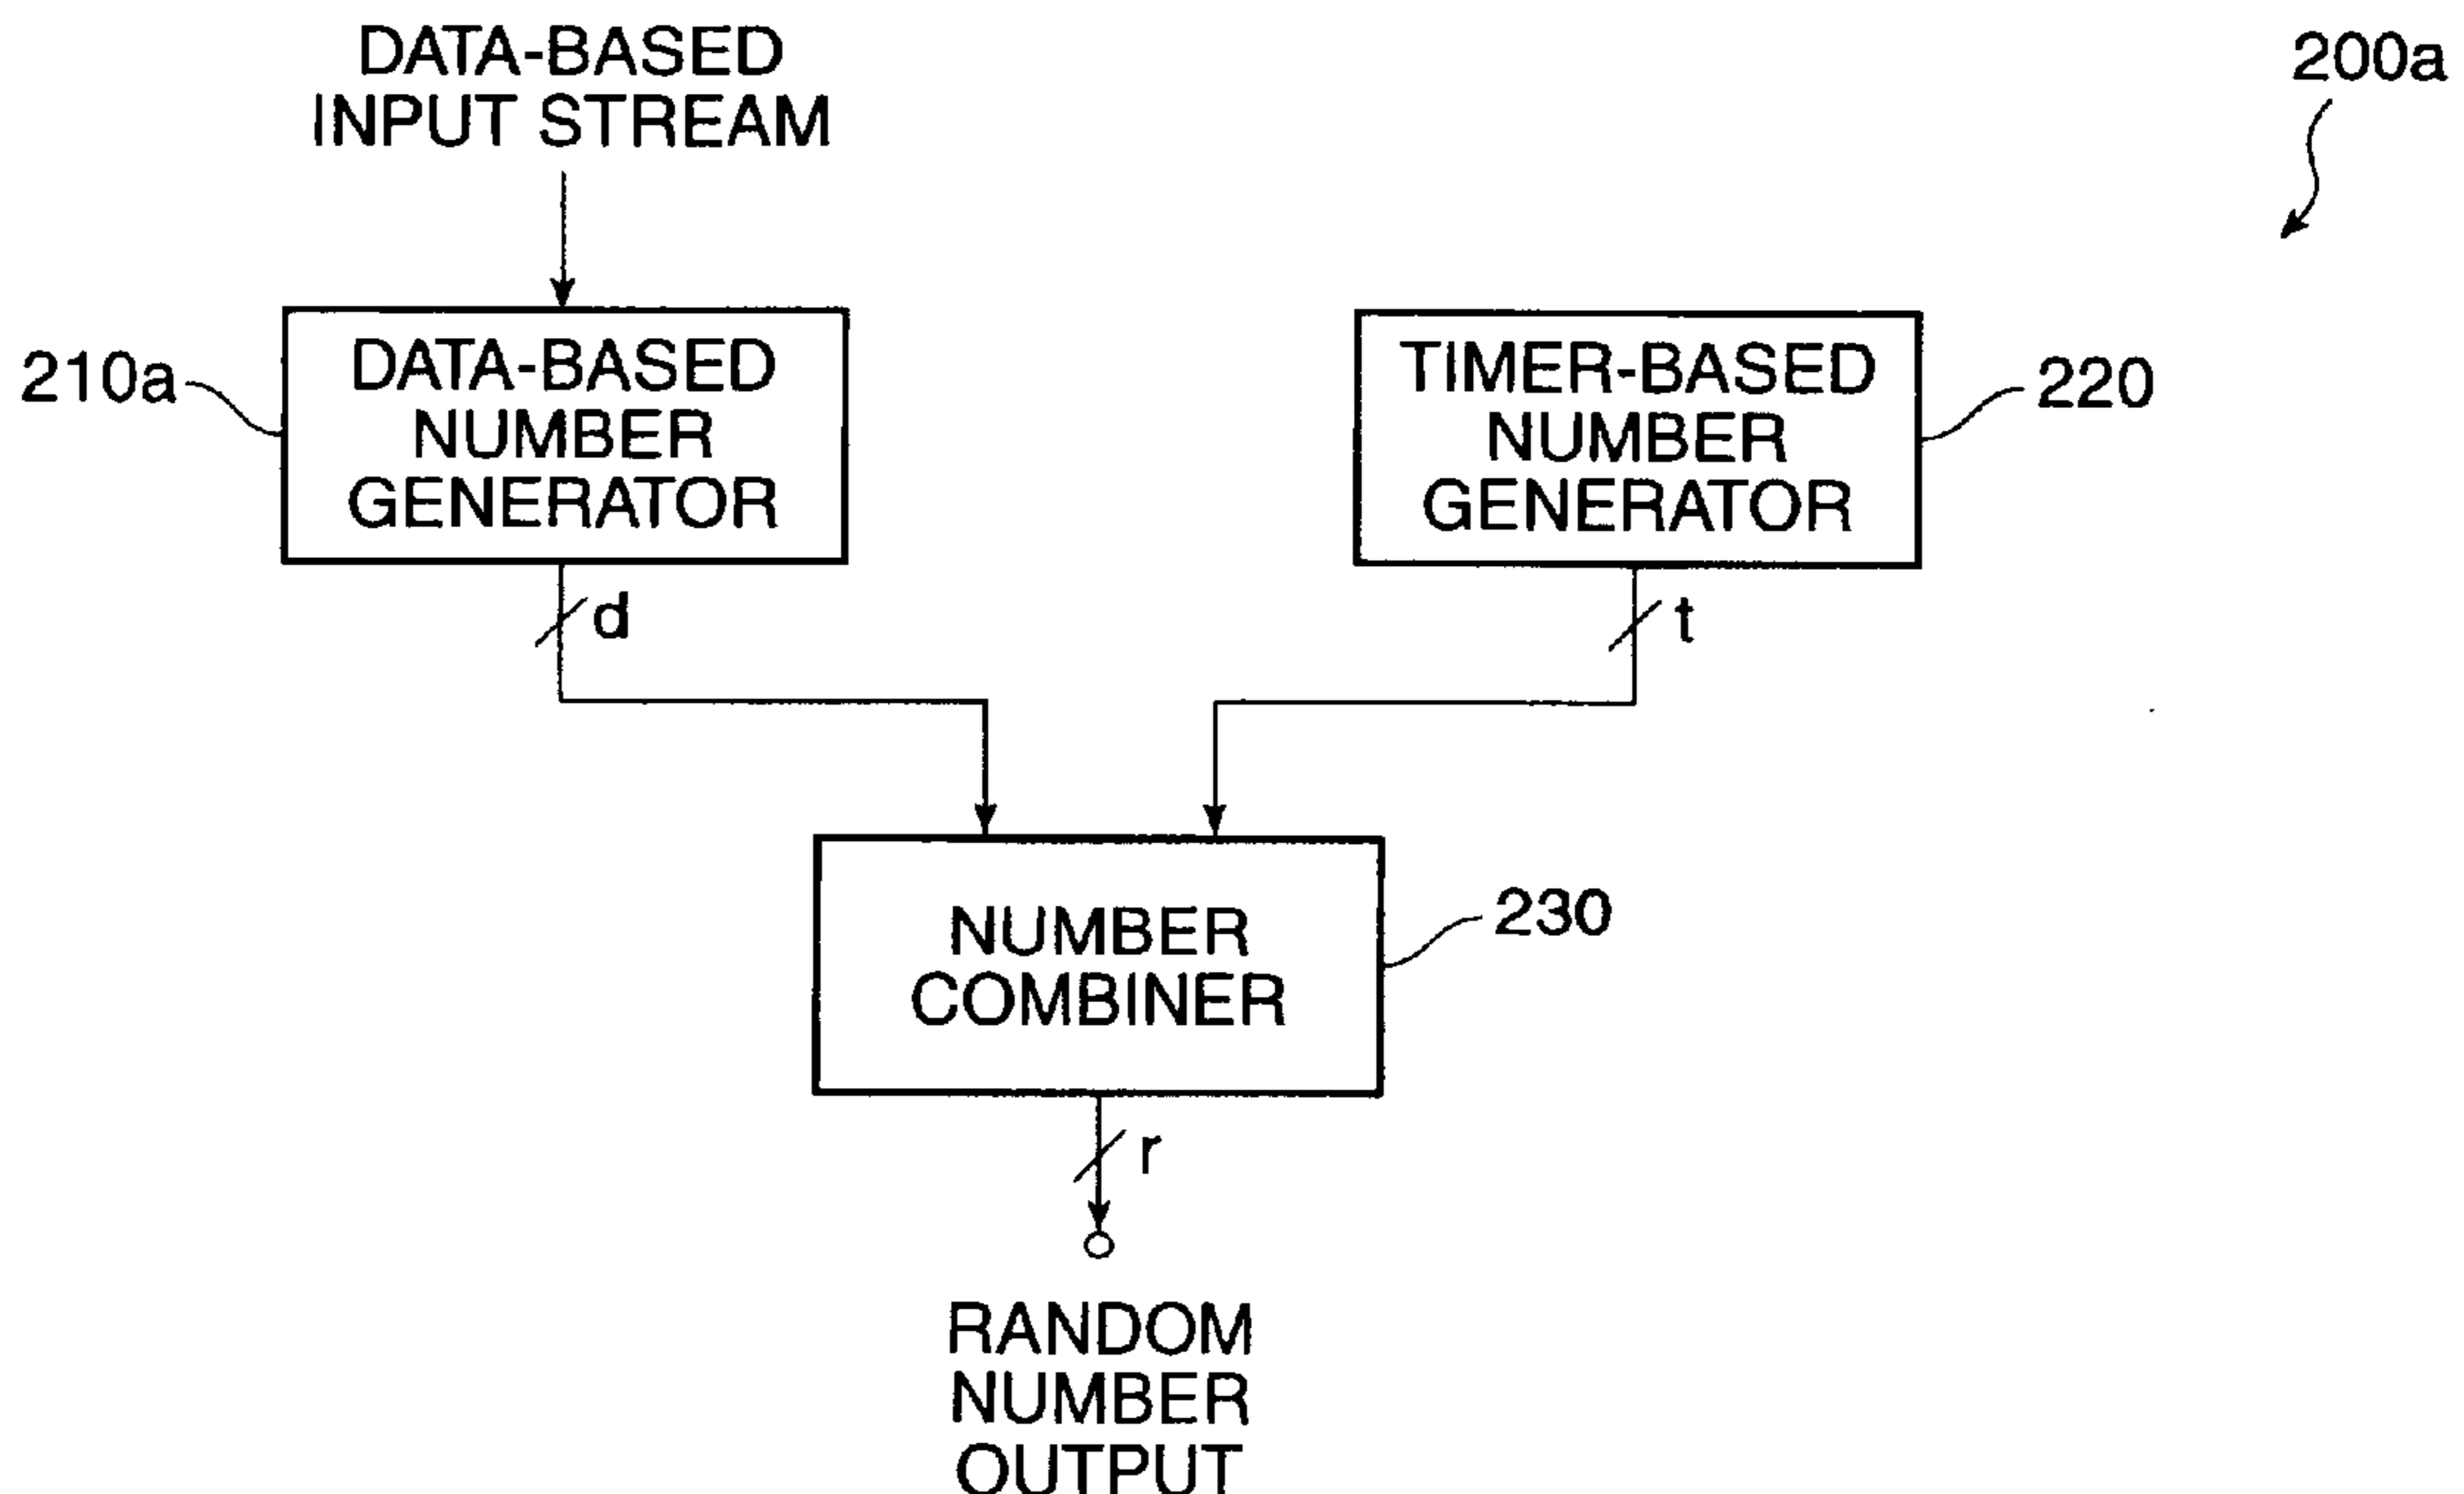 DATA-BASED
INPUT STREAM
200a
210a
DATA-BASED
NUMBER
GENERATOR
TIMER-BASED
NUMBER
GENERATOR
220
d
t
NUMBER
COMBINER
230
r
RANDOM
NUMBER
OUTPUT